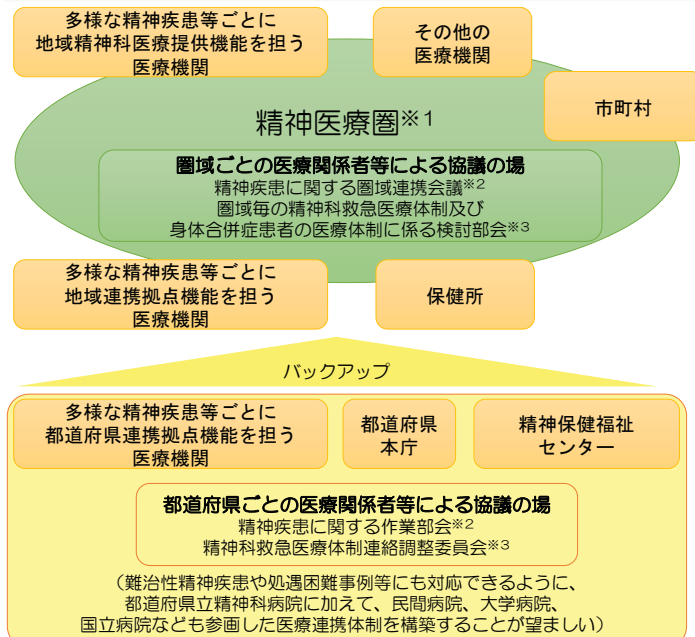 多様な精神疾患等ごとに
地域精神科医療提供機能を担う
医療機関
その他の
医療機関
市町村
精神医療圏※1
圏域ごとの医療関係者等による協議の場
精神疾患に関する圏域連携会議※2
圏域毎の精神科救急医療体制及び
身体合併症患者の医療体制に係る検討部会※3
多様な精神疾患等ごとに
地域連携拠点機能を担う
医療機関
保健所
バックアップ
多様な精神疾患等ごとに
都道府県連携拠点機能を担う
医療機関
都道府県
本庁
精神保健福祉
センター
都道府県ごとの医療関係者等による協議の場
精神疾患に関する作業部会※2
精神科救急医療体制連絡調整委員会※3
（難治性精神疾患や処遇困難事例等にも対応できるように、
都道府県立精神科病院に加えて、民間病院、大学病院、
国立病院なども参画した医療連携体制を構築することが望ましい）